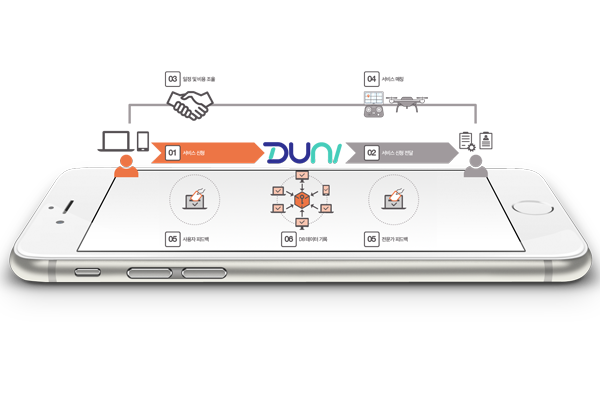 03 일정 및 비용 조율
04 서비스 매칭
01 서비스 신청
DUNI
02 서비스 신청 전달
05 사용자 피드백
06 DB 데이터 기록
05 전문가 피드백